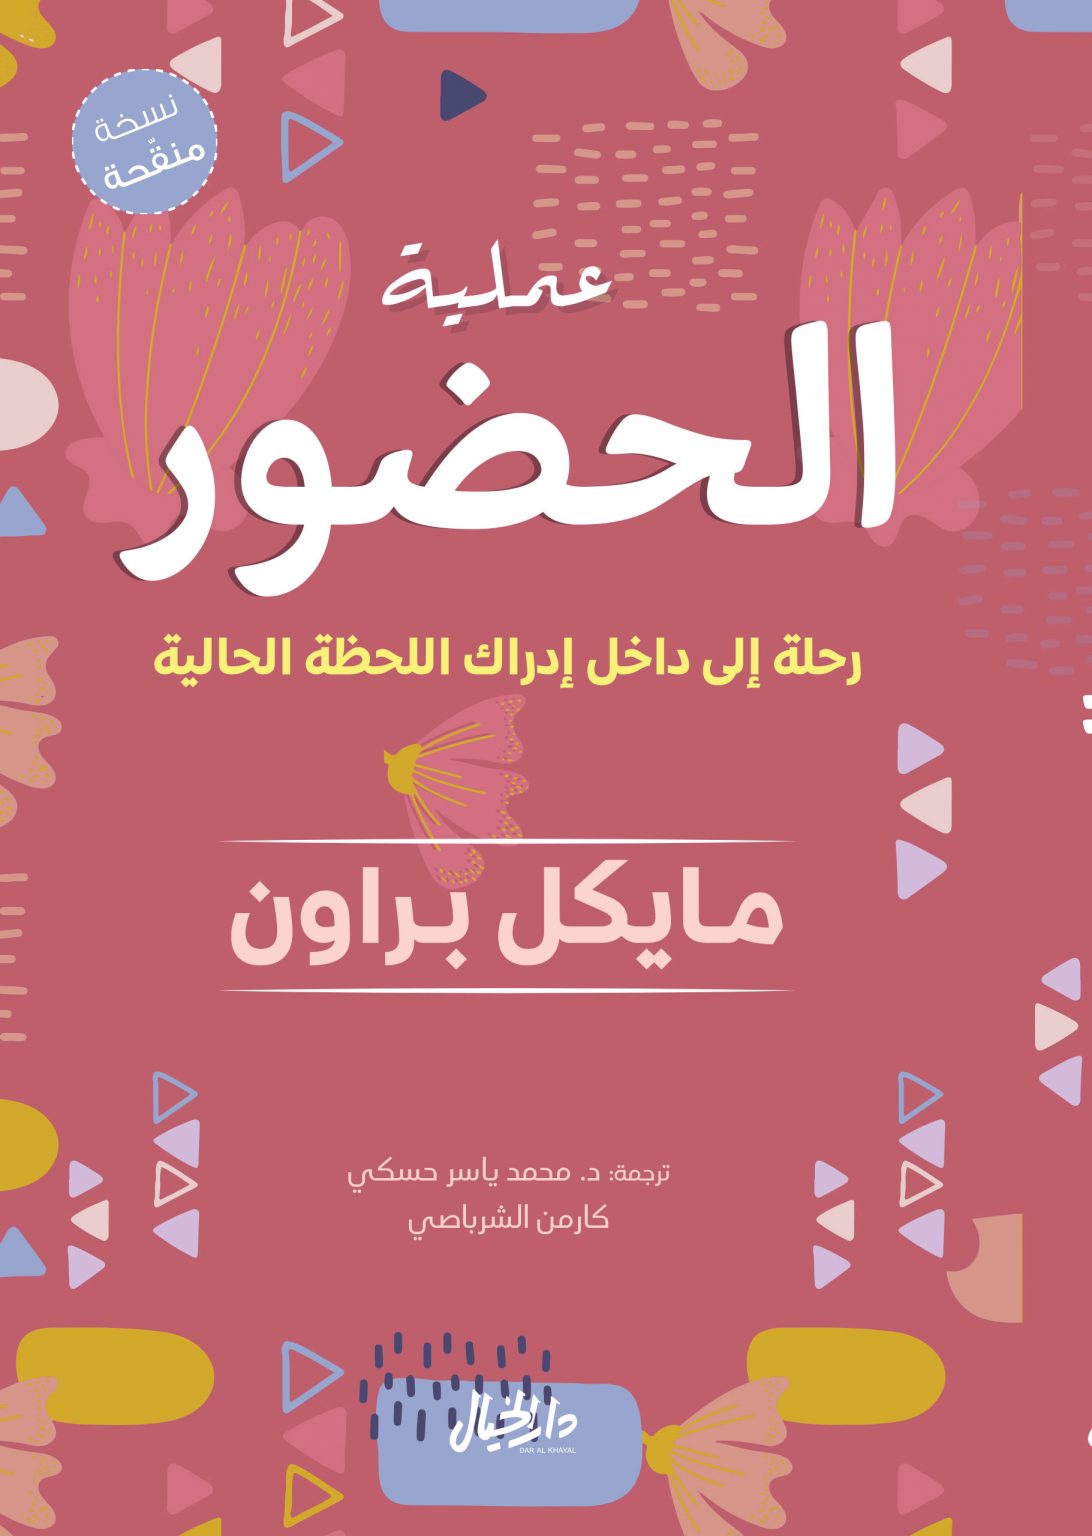 نسخة
منقّحة
عملية
الحضور
رحلة إلى داخل إدراك اللحظة الحالية
مايكل براون
ترجمة: د. محمد ياسر حسكي
كارمن الشرباصي
دار الخيال
DAR AL KHAYAL